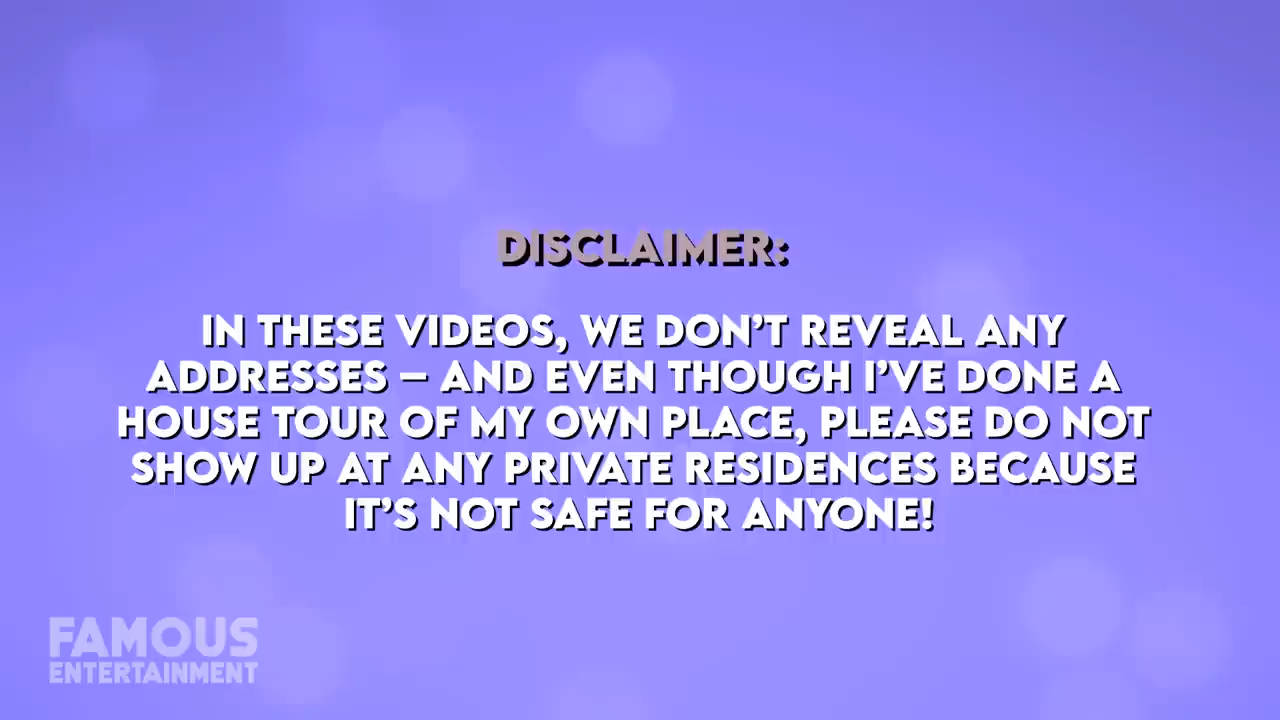 DISCLAIMER:
IN THESE VIDEOS, WE DON'T REVEAL ANY
ADDRESSES – AND EVEN THOUGH I'VE DONE A
HOUSE TOUR OF MY OWN PLACE, PLEASE DO NOT
SHOW UP AT ANY PRIVATE RESIDENCES BECAUSE
IT'S NOT SAFE FOR ANYONE!
FAMOUS
ENTERTAINMENT